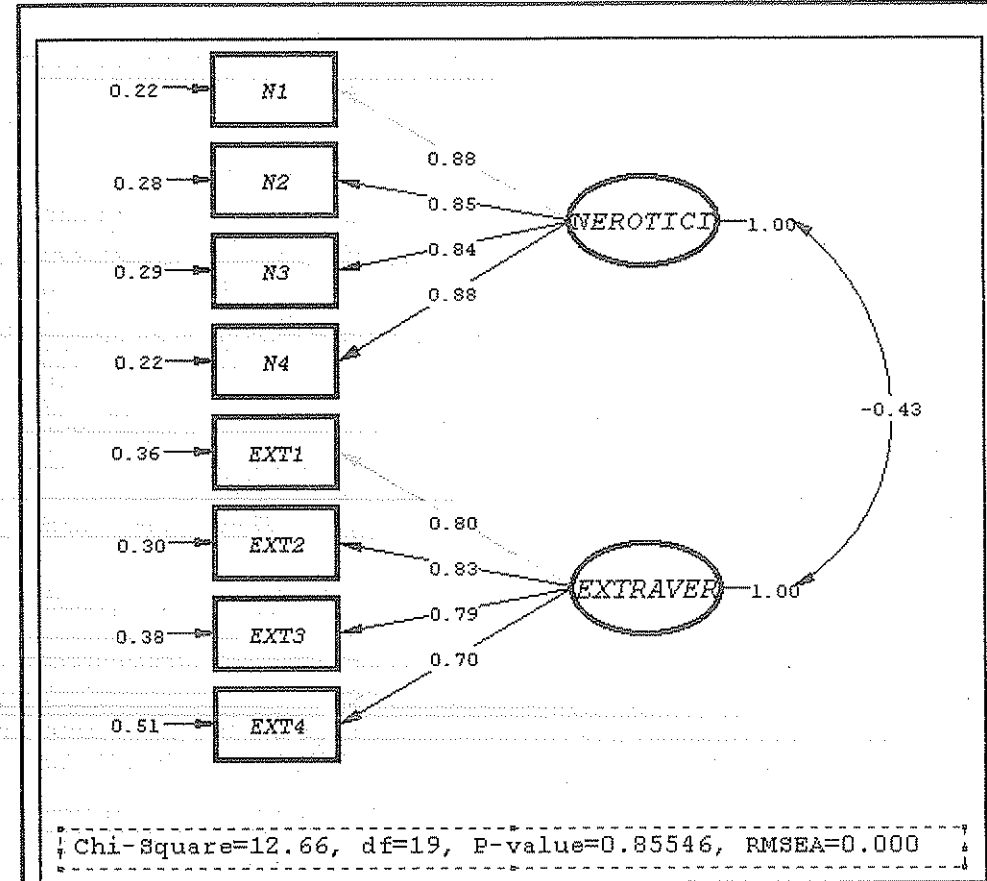 0.22 N1
0.88
0.28 N2
0.85
NEROTICI 1.00
0.84
0.29 N3
0.88
0.22 N4
-0.43
0.36 EXT1
0.80
0.30 EXT2
0.83
EXTRAVER 1.00
0.79
0.38 EXT3
0.70
0.51 EXT4
Chi-Square=12.66, df=19, P-value=0.85546, RMSEA=0.000